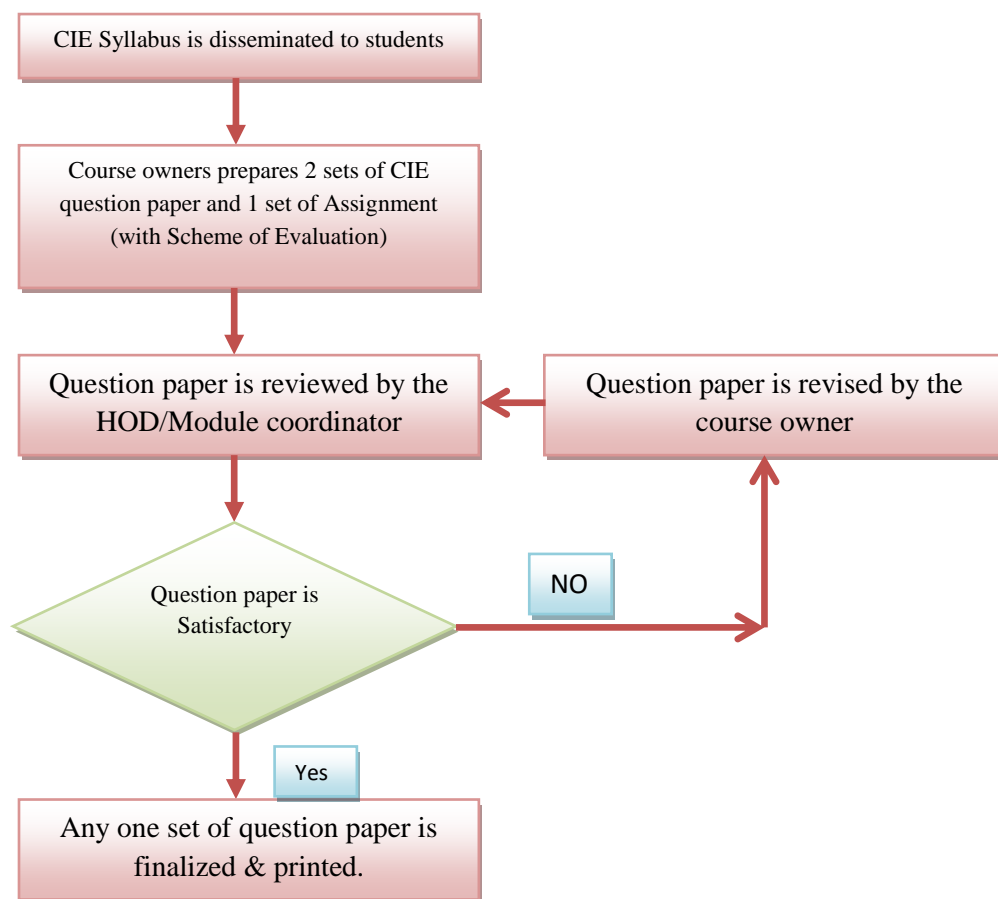 CIE Syllabus is disseminated to students
Course owners prepares 2 sets of CIE
question paper and 1 set of Assignment
(with Scheme of Evaluation)
Question paper is reviewed by the
HOD/Module coordinator
Question paper is revised by the
course owner
Question paper is
Satisfactory
NO
Yes
Any one set of question paper is
finalized & printed.